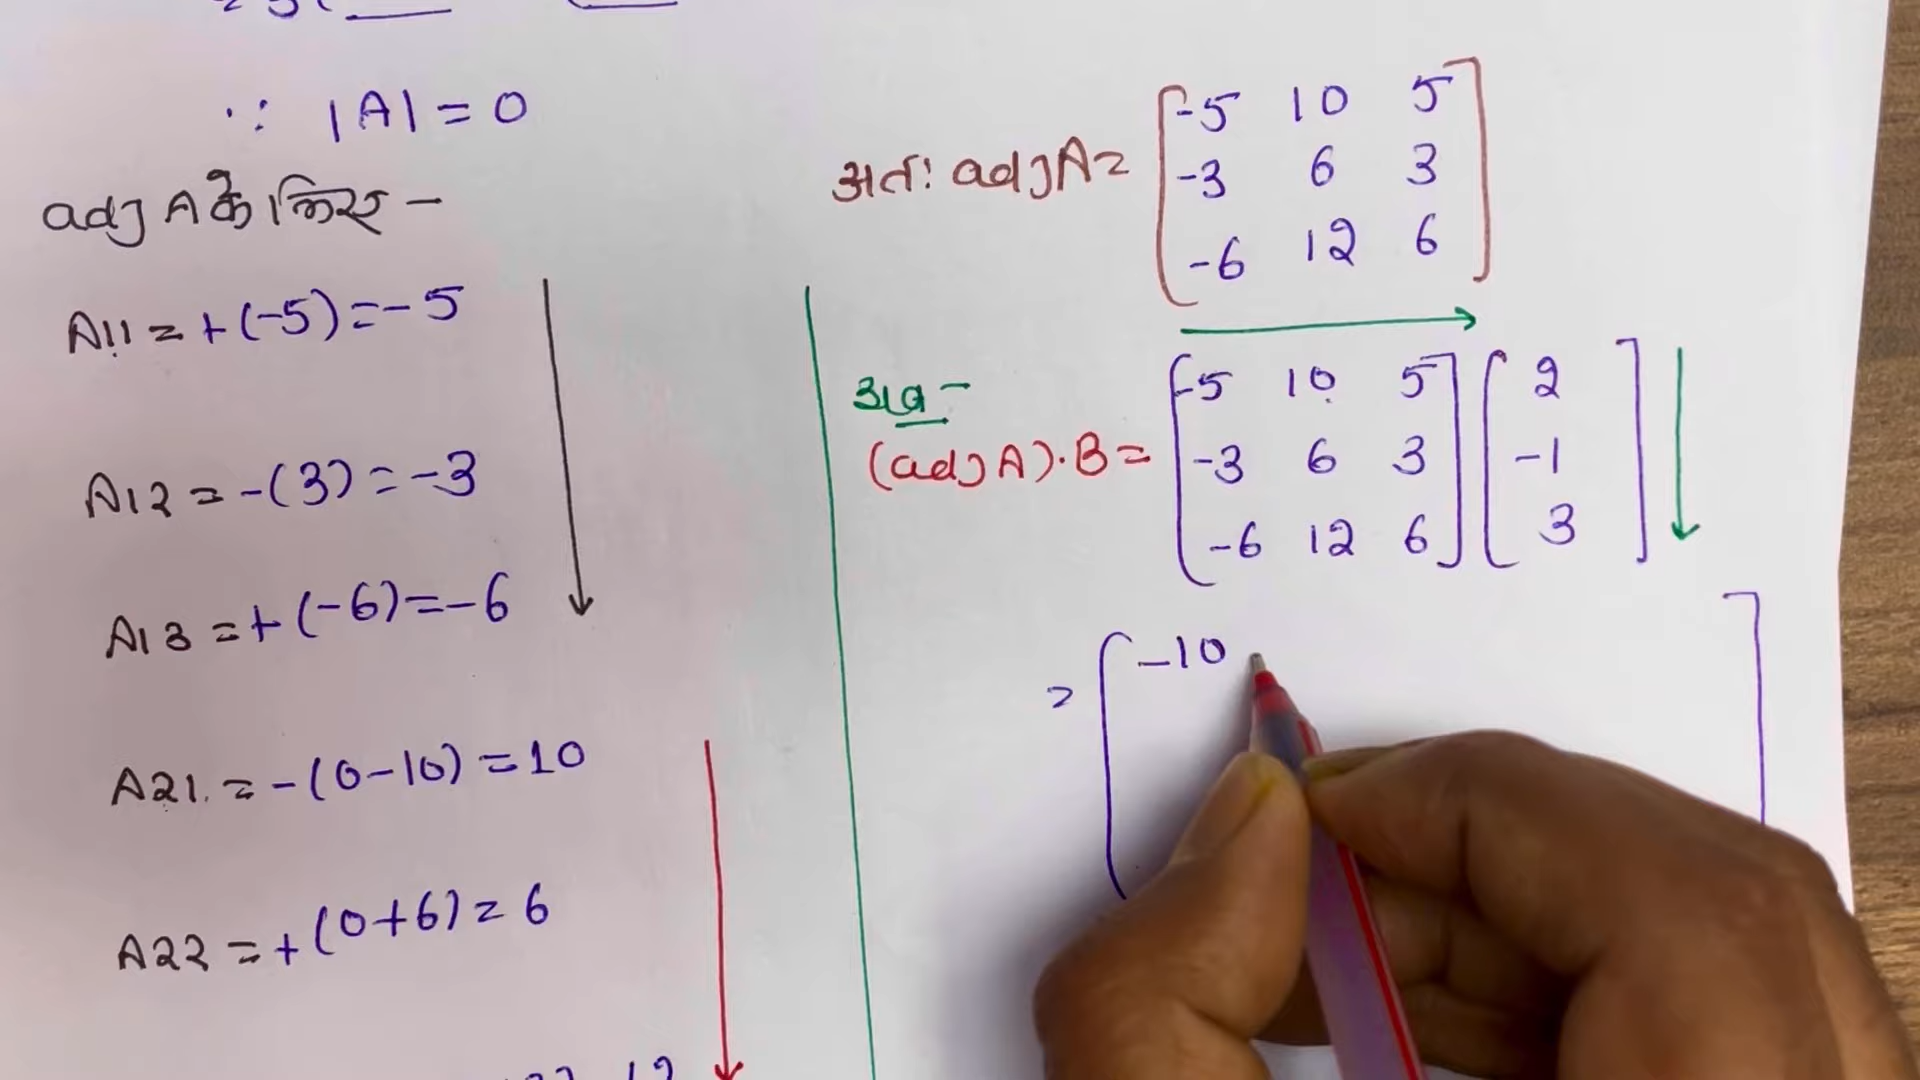 ∵ |A| = 0
adj A के लिए -
A11 = +(-5) = -5
A12 = -(3) = -3
A13 = +(-6) = -6
A21 = -(0-10) = 10
A22 = +(0+6) = 6
12
अतः adj A =
-5 10 5
-3 6 3
-6 12 6
अब -
(adj A)·B =
-5 10 5 2
-3 6 3 -1
-6 12 6 3
= -10